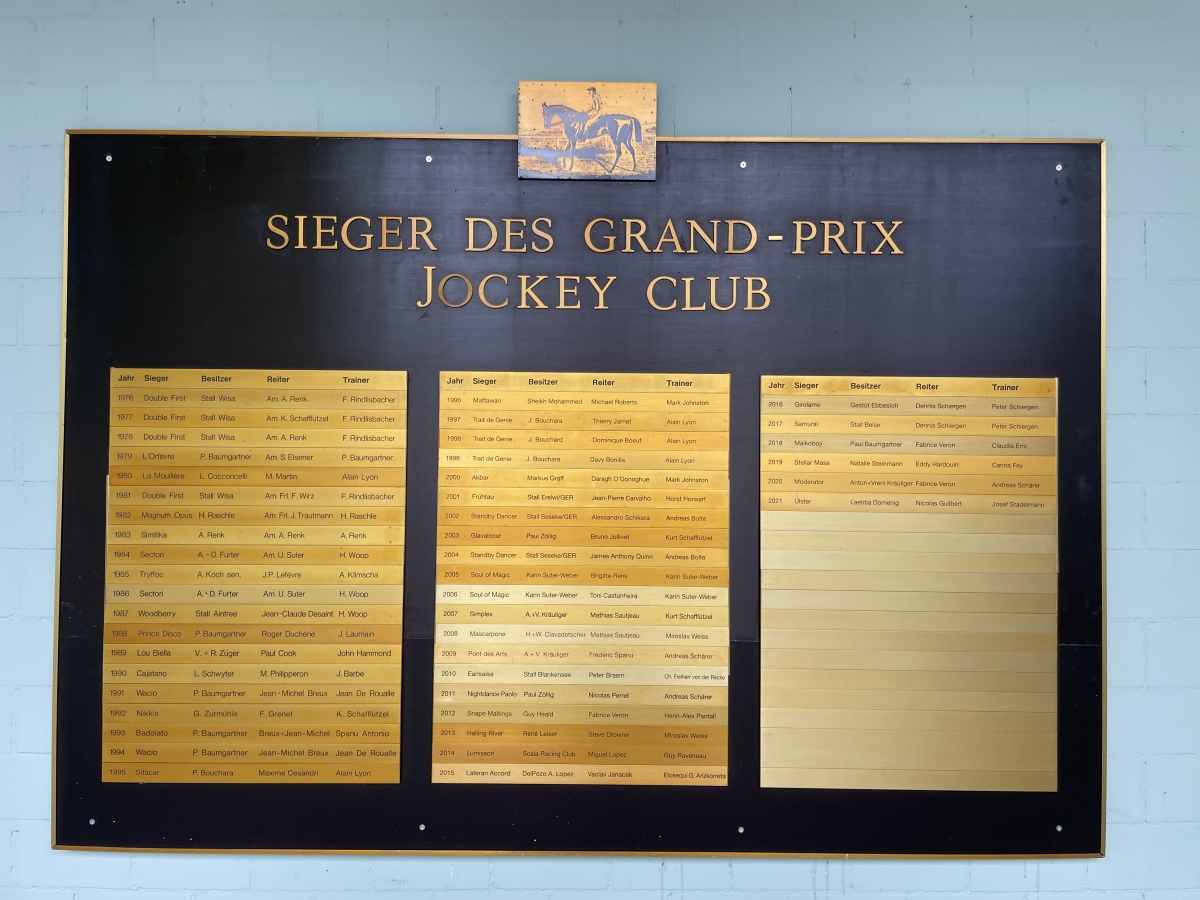 SIEGER DES GRAND-PRIX
JOCKEY CLUB
Jahr Sieger Besitzer Reiter Trainer
1976 Double First Stall Wisa Am. A. Renk F. Rindlisbacher
1977 Double First Stall Wisa Am. K. Schafflützel F. Rindlisbacher
1978 Double First Stall Wisa Am. A. Renk F. Rindlisbacher
1979 L'Orfèvre P. Baumgartner Am. S. Elsener P. Baumgartner
1980 La Moulière L. Cocconcelli M. Martin Alain Lyon
1981 Double First Stall Wisa Am. Frl. F. Wirz F. Rindlisbacher
1982 Magnum Opus H. Raschle Am. Frl. J. Trautmann H. Raschle
1983 Simitika A. Renk Am. A. Renk A. Renk
1984 Sectori A. + D. Furter Am. U. Suter H. Woop
1985 Tryffoc A. Koch sen. J.P. Lefèvre A. Klimscha
1986 Sectori A. + D. Furter Am. U. Suter H. Woop
1987 Woodberry Stall Aintree Jean-Claude Desaint H. Woop
1988 Prince Disco P. Baumgartner Roger Duchêne J. Laumain
1989 Lou Biella V. + R. Züger Paul Cook John Hammond
1990 Cajetano L. Schwyter M. Philipperon J. Barbe
1991 Wacio P. Baumgartner Jean-Michel Breux Jean De Roualle
1992 Nikkis G. Zurmühle F. Grenet K. Schafflützel
1993 Badolato P. Baumgartner Breux-Jean-Michel Spanu Antonio
1994 Wacio P. Baumgartner Jean-Michel Breux Jean De Roualle
1995 Sifacar P. Bouchara Maxime Cesandri Alain Lyon
Jahr Sieger Besitzer Reiter Trainer
1996 Mattawan Sheikh Mohammed Michael Roberts Mark Johnston
1997 Trait de Genie J. Bouchara Thierry Jarnet Alain Lyon
1998 Trait de Genie J. Bouchard Dominique Boeuf Alain Lyon
1999 Trait de Genie J. Bouchara Davy Bonilla Alain Lyon
2000 Akbar Markus Gräff Daragh O'Donoghue Mark Johnston
2001 Frühtau Stall Ereiwi/GER Jean-Pierre Carvalho Horst Horwart
2002 Standby Dancer Stall Seseke/GER Alessandro Schikora Andreas Bolte
2003 Glavalcour Paul Zöllig Bruno Jollivet Kurt Schafflützel
2004 Standby Dancer Stall Seseke/GER James Anthony Quinn Andreas Bolte
2005 Soul of Magic Karin Suter-Weber Brigitte Renk Karin Suter-Weber
2006 Soul of Magic Karin Suter-Weber Toni Castanheira Karin Suter-Weber
2007 Simplex A.+V. Kräuliger Mathias Sautjeau Kurt Schafflützel
2008 Mascarpone H.+W. Clavadetscher Mathias Sautjeau Miroslav Weiss
2009 Pont des Arts A.+ V. Kräuliger Frédéric Spanu Andreas Schärer
2010 Earlsalsa Stall Blankensee Peter Braem Ch. Freiherr von der Recke
2011 Nightdance Paolo Paul Zöllig Nicolas Perret Andreas Schärer
2012 Snape Maltings Guy Heald Fabrice Veron Henri-Alex Pantall
2013 Halling River René Leiser Steve Drowne Miroslav Weiss
2014 Lumisson Scala Racing Club Miguel Lopez Guy Raveneau
2015 Lateran Accord DelPozo A. Lopez Vaclav Janacek Elosequi G. Arizkorreta
Jahr Sieger Besitzer Reiter Trainer
2016 Girolamo Gestüt Ebbesloh Dennis Schiergen Peter Schiergen
2017 Samurai Stall Beliar Dennis Schiergen Peter Schiergen
2018 Malkoboy Paul Baumgartner Fabrice Veron Claudia Erni
2019 Stellar Mass Natalie Steinmann Eddy Hardouin Carina Fey
2020 Moderator Anton+Vreni Kräuliger Fabrice Veron Andreas Schärer
2021 Ulster Laetitia Domenig Nicolas Guilbert Josef Stadelmann